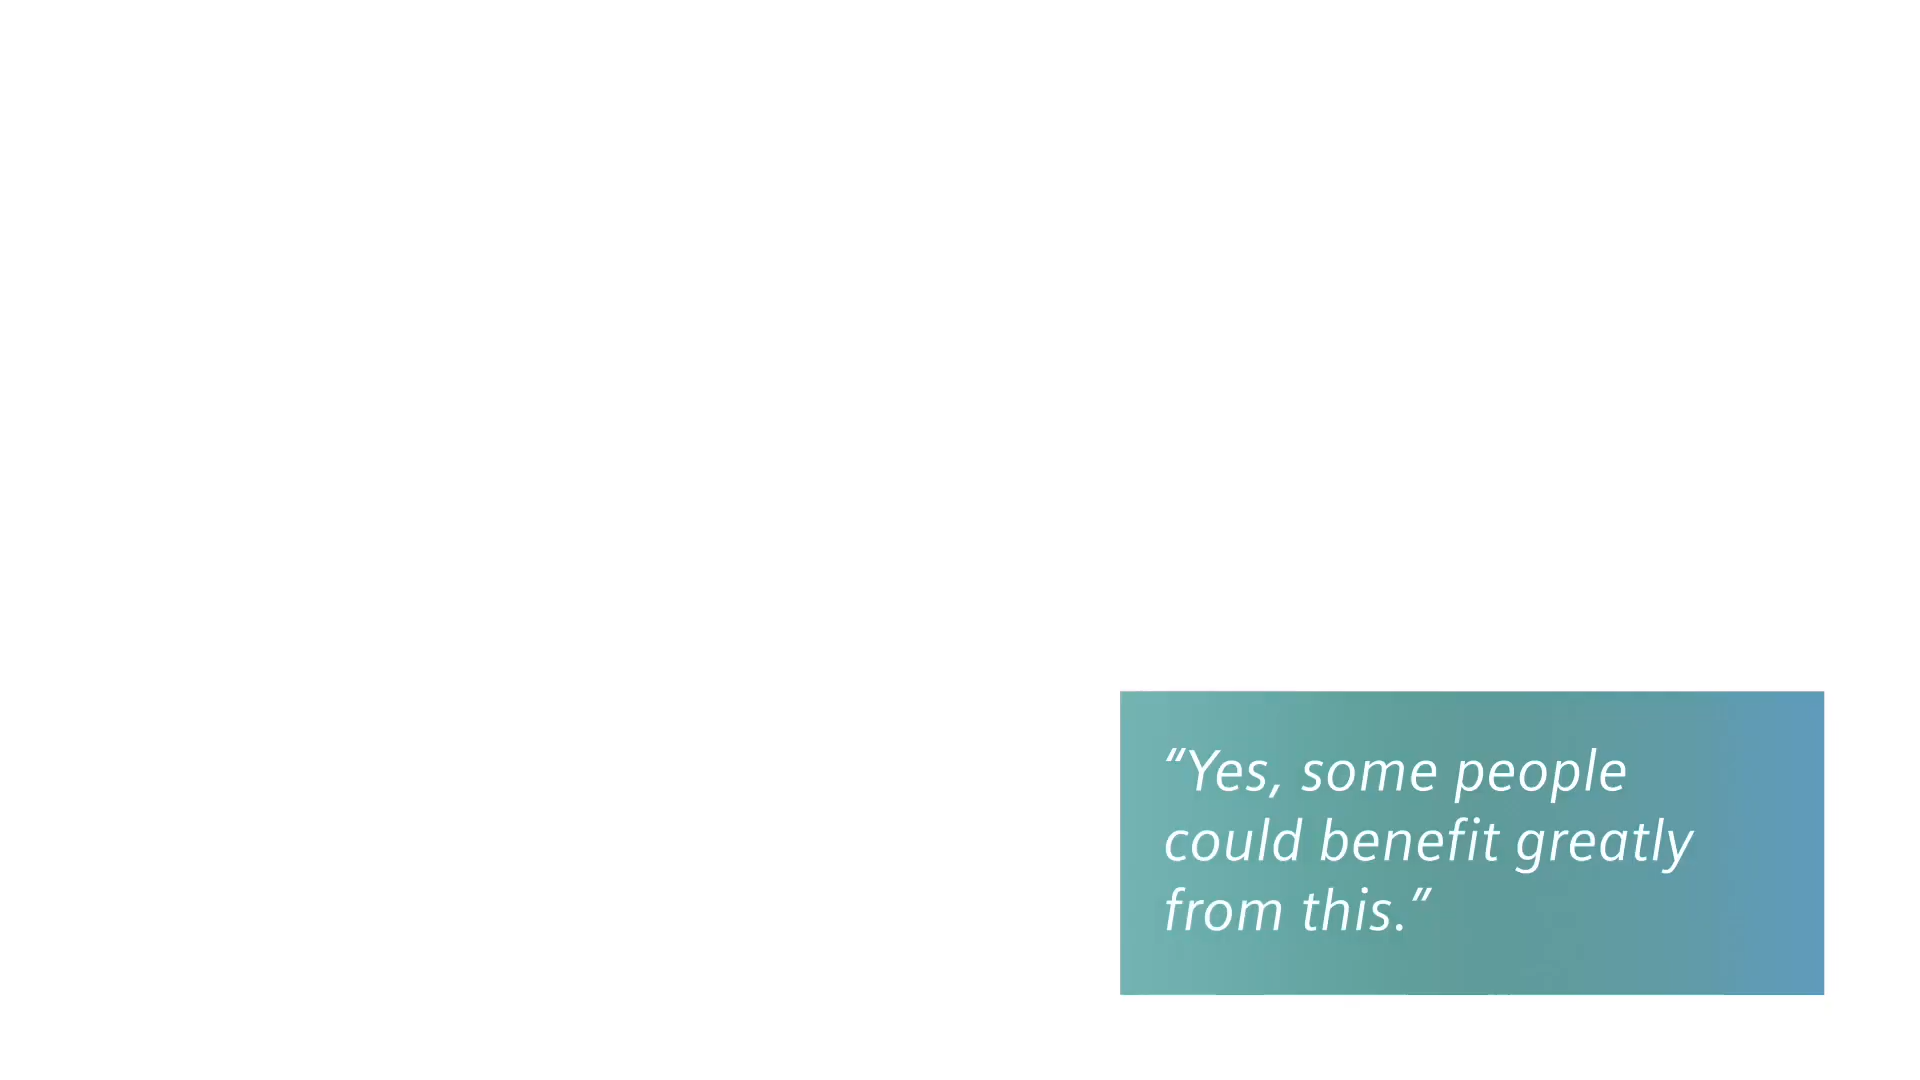 “Yes, some people
could benefit greatly
from this.”